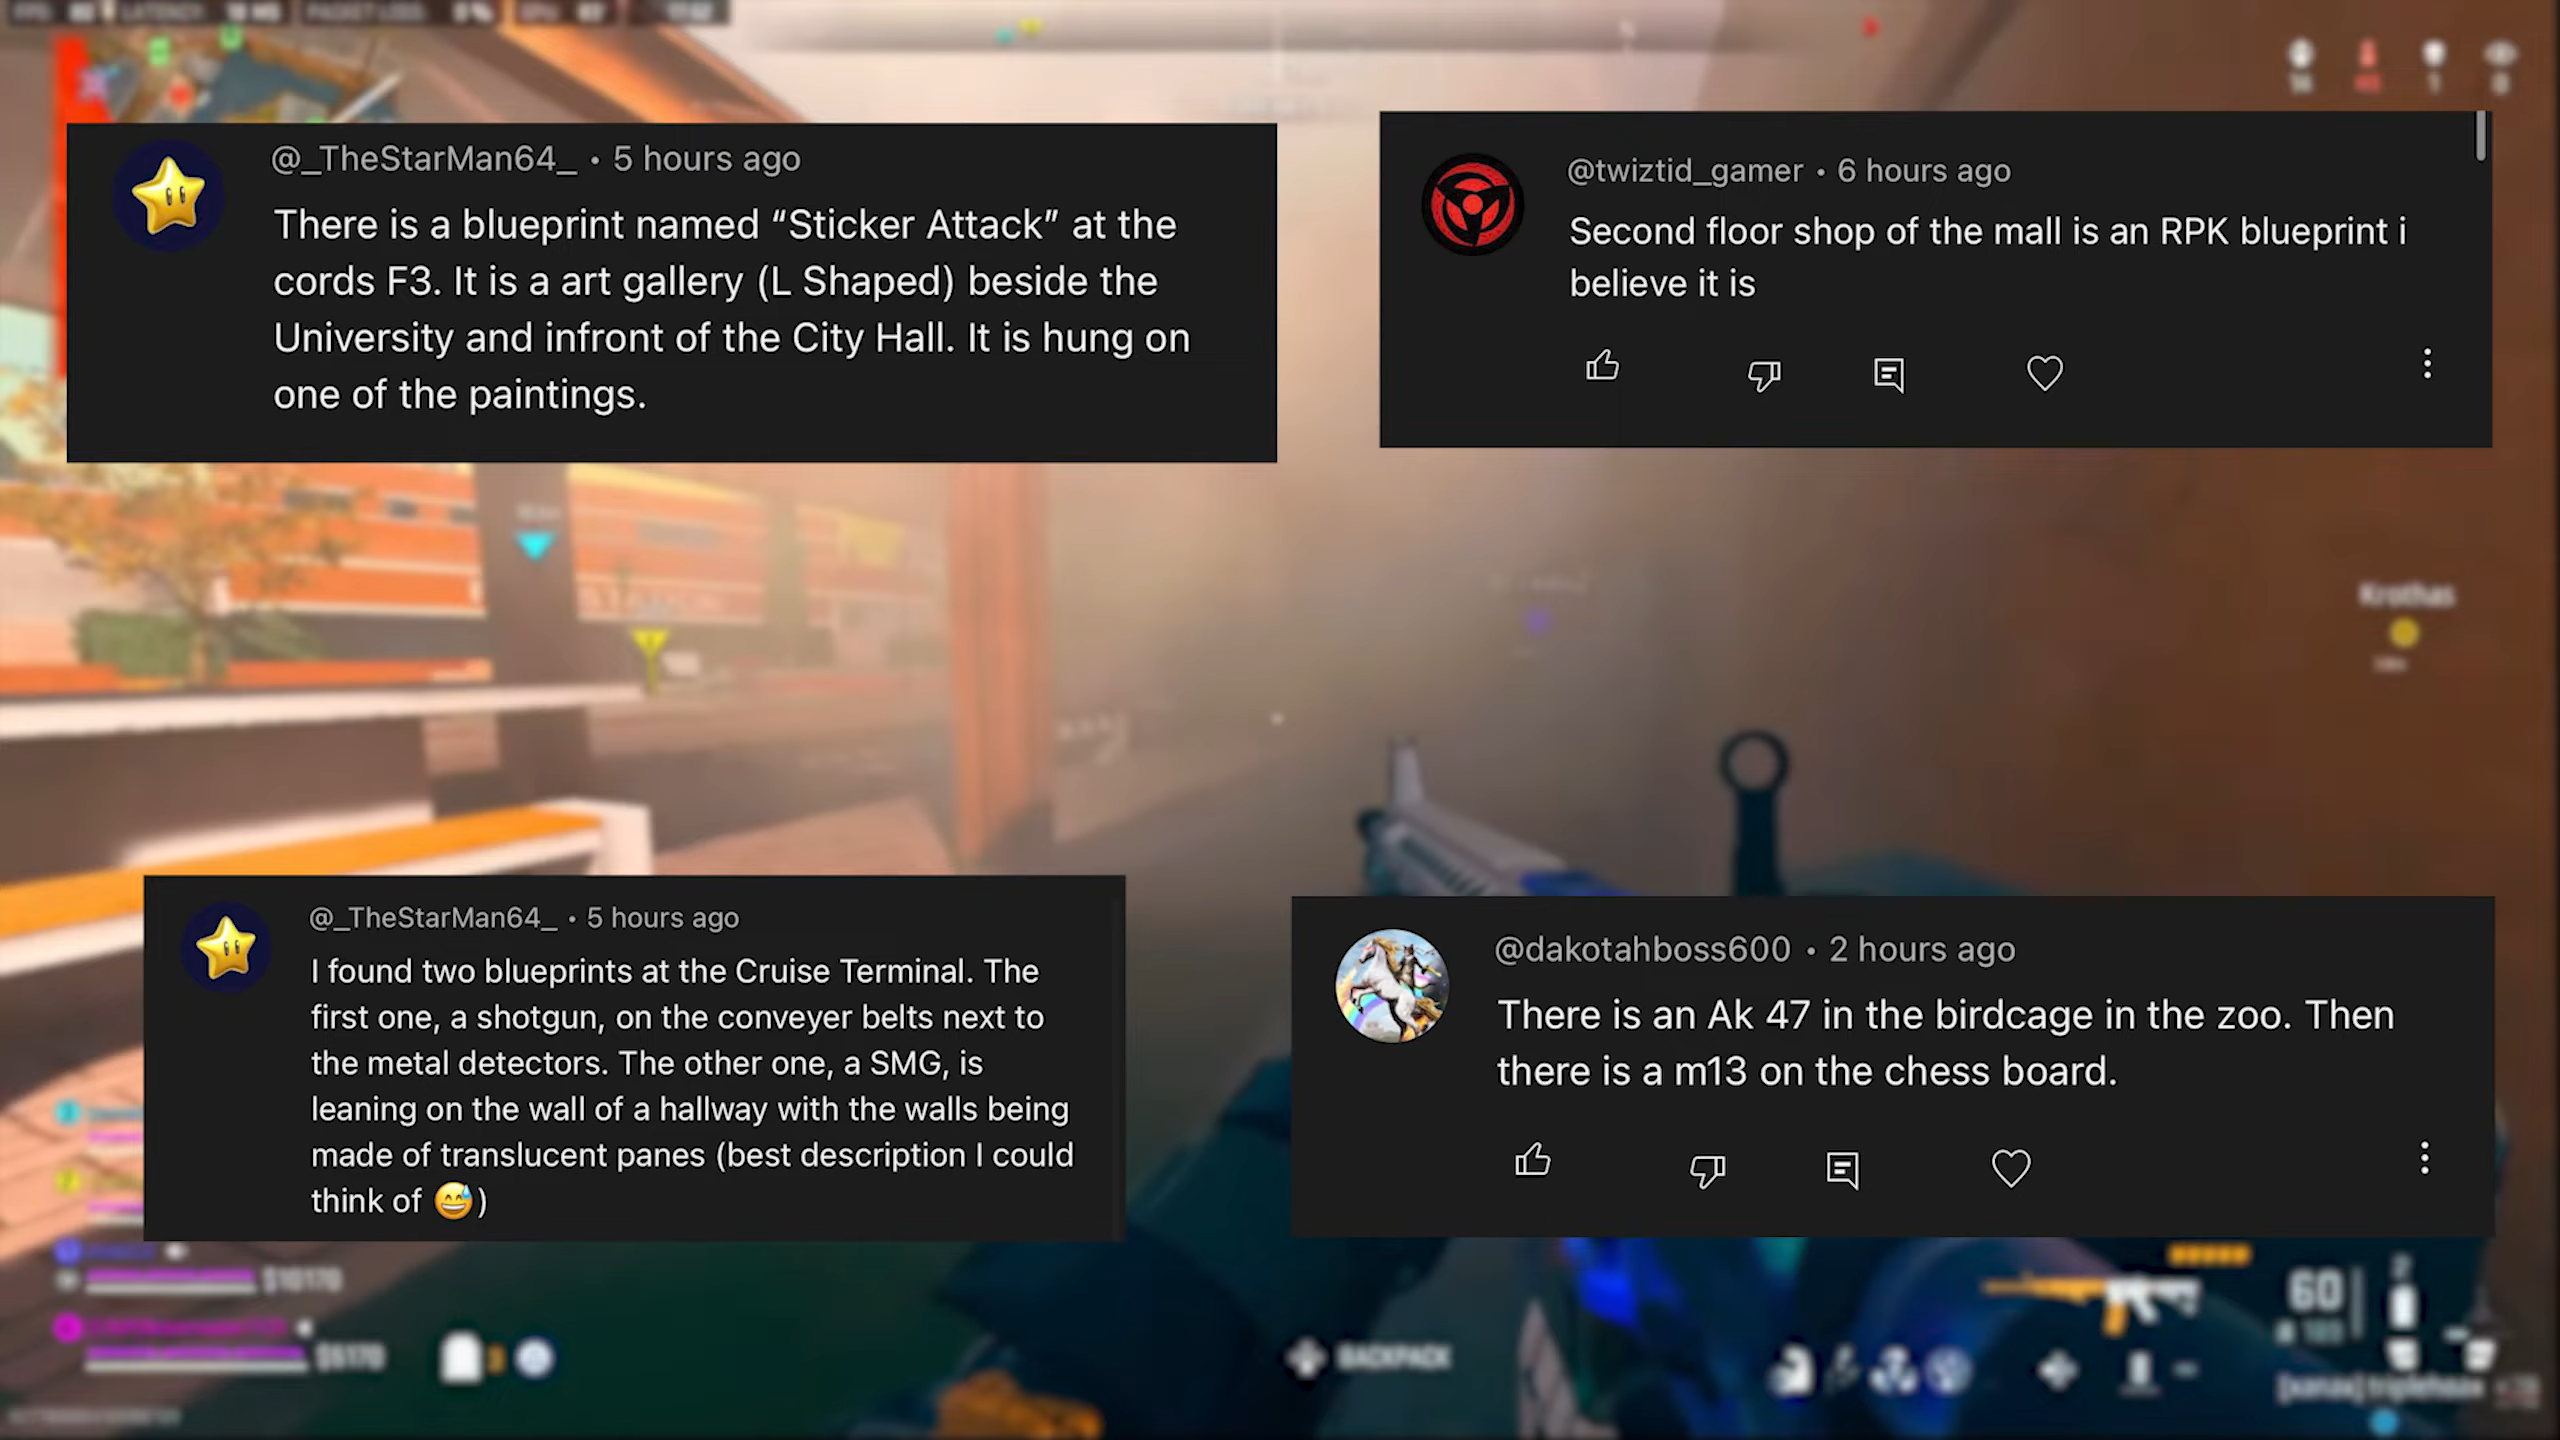 @_TheStarMan64_ • 5 hours ago
There is a blueprint named “Sticker Attack” at the
cords F3. It is a art gallery (L Shaped) beside the
University and infront of the City Hall. It is hung on
one of the paintings.
@twiztid_gamer • 6 hours ago
Second floor shop of the mall is an RPK blueprint i
believe it is
Krothas
@_TheStarMan64_ • 5 hours ago
I found two blueprints at the Cruise Terminal. The
first one, a shotgun, on the conveyer belts next to
the metal detectors. The other one, a SMG, is
leaning on the wall of a hallway with the walls being
made of translucent panes (best description I could
think of 😅)
@dakotahboss600 • 2 hours ago
There is an Ak 47 in the birdcage in the zoo. Then
there is a m13 on the chess board.
$10170
$6170
BACKPACK
60
2